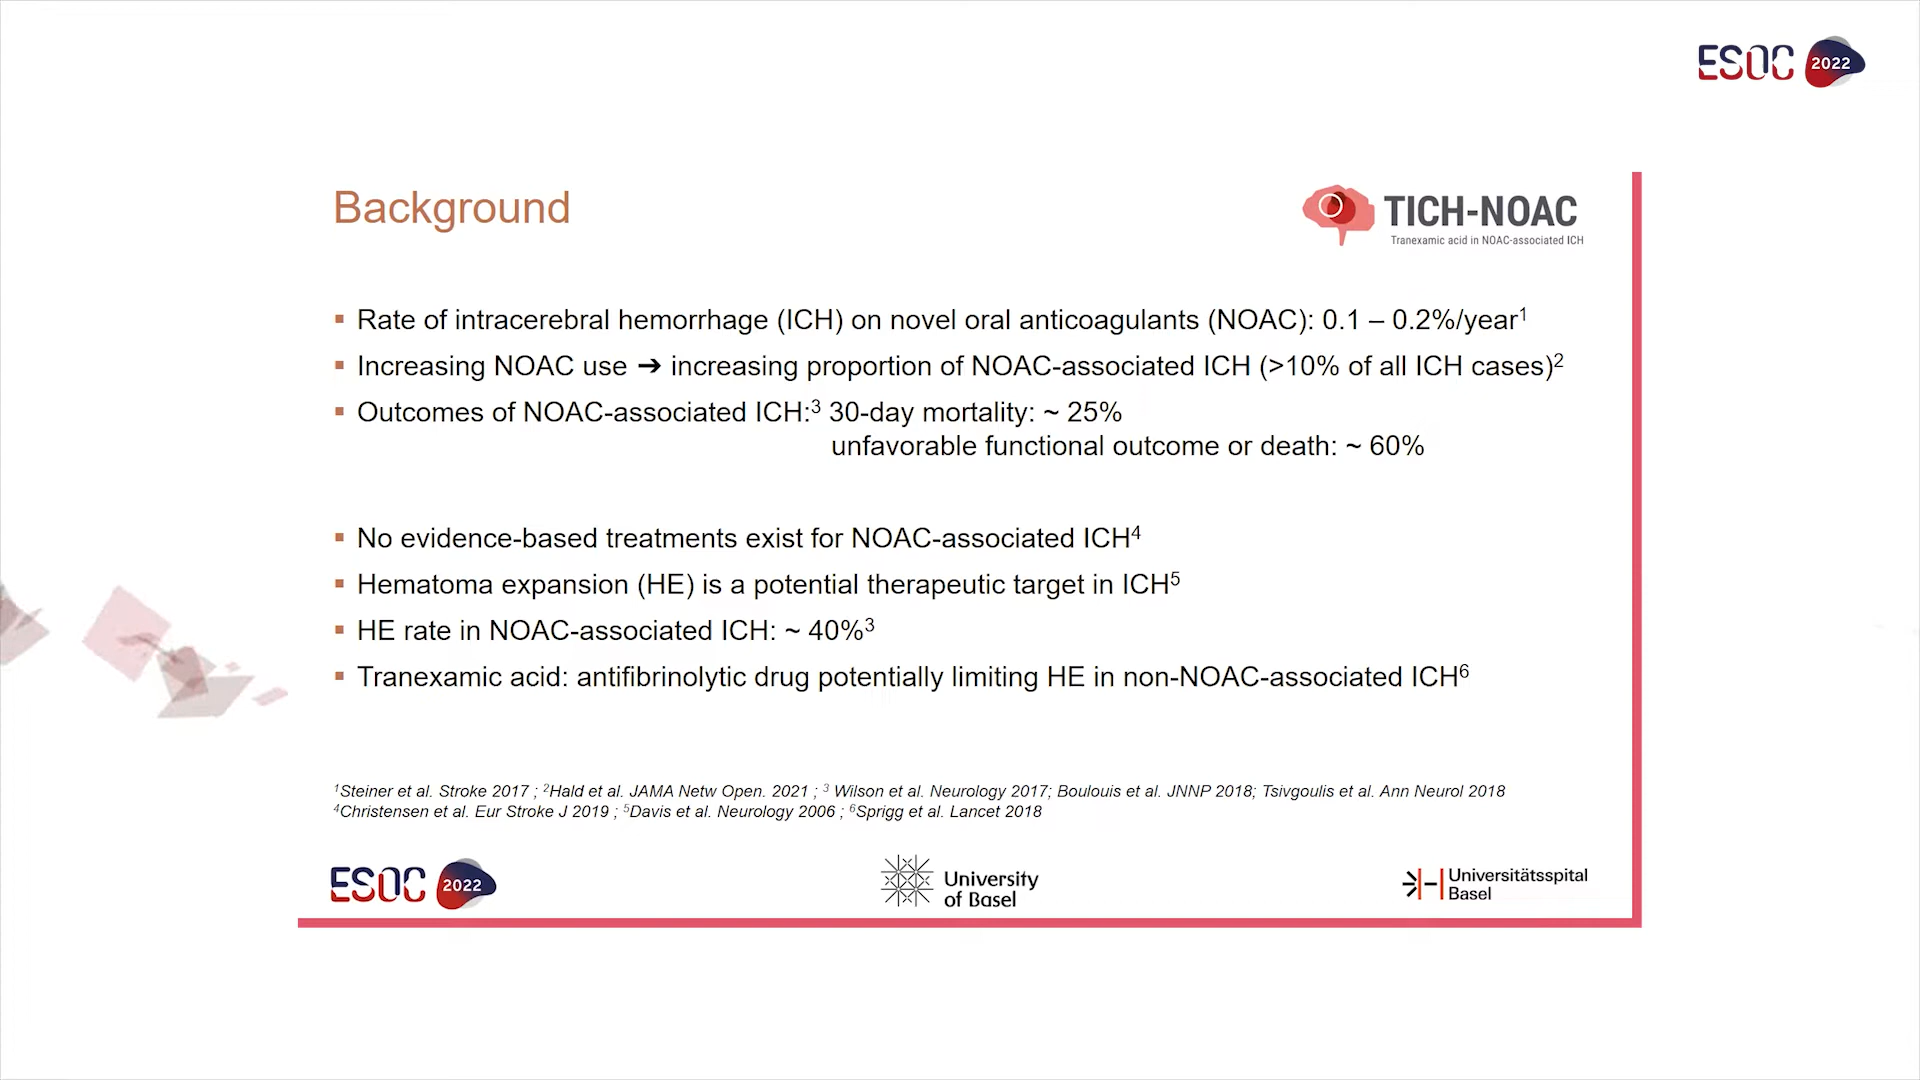 ESOC 2022
Background
TICH-NOAC
Tranexamic acid in NOAC-associated ICH
▪ Rate of intracerebral hemorrhage (ICH) on novel oral anticoagulants (NOAC): 0.1 – 0.2%/year¹
▪ Increasing NOAC use ➔ increasing proportion of NOAC-associated ICH (>10% of all ICH cases)²
▪ Outcomes of NOAC-associated ICH:³ 30-day mortality: ~ 25%
unfavorable functional outcome or death: ~ 60%
▪ No evidence-based treatments exist for NOAC-associated ICH⁴
▪ Hematoma expansion (HE) is a potential therapeutic target in ICH⁵
▪ HE rate in NOAC-associated ICH: ~ 40%³
▪ Tranexamic acid: antifibrinolytic drug potentially limiting HE in non-NOAC-associated ICH⁶
¹Steiner et al. Stroke 2017 ; ²Hald et al. JAMA Netw Open. 2021 ; ³ Wilson et al. Neurology 2017; Boulouis et al. JNNP 2018; Tsivgoulis et al. Ann Neurol 2018
⁴Christensen et al. Eur Stroke J 2019 ; ⁵Davis et al. Neurology 2006 ; ⁶Sprigg et al. Lancet 2018
ESOC 2022
University
of Basel
Universitätsspital
Basel